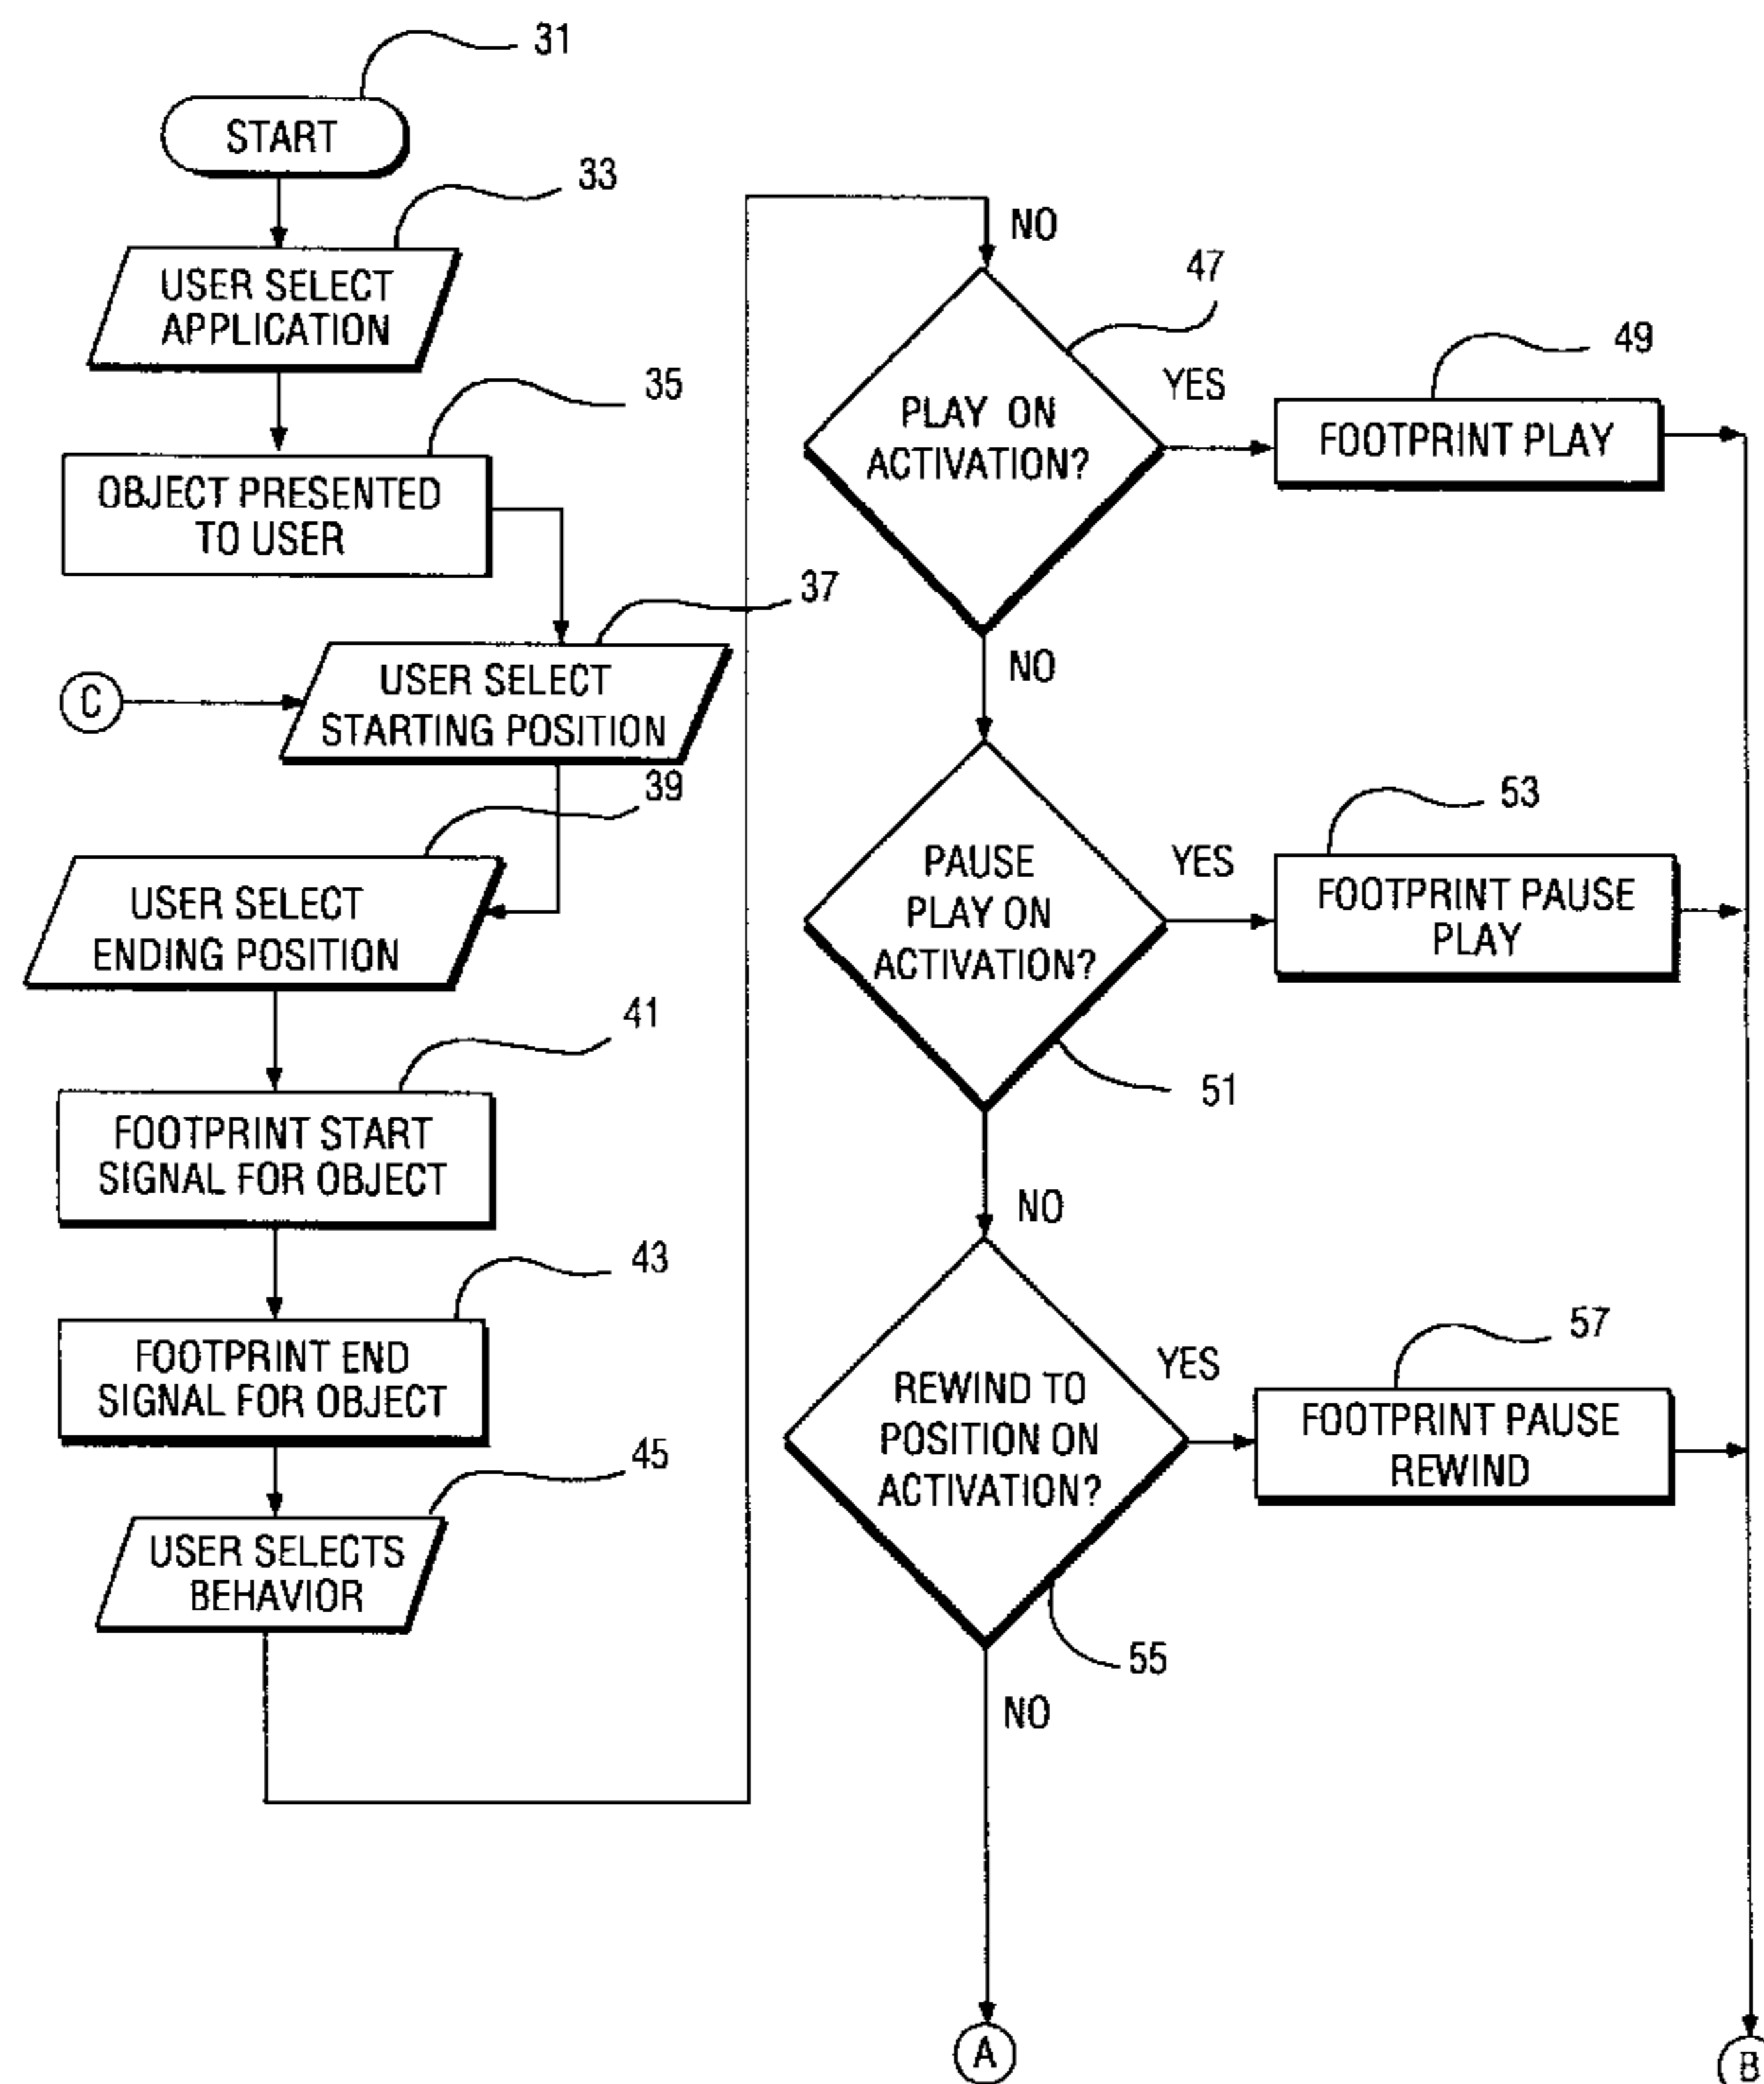 31
START
33
USER SELECT
APPLICATION
35
OBJECT PRESENTED
TO USER
37
C
USER SELECT
STARTING POSITION
39
USER SELECT
ENDING POSITION
41
FOOTPRINT START
SIGNAL FOR OBJECT
43
FOOTPRINT END
SIGNAL FOR OBJECT
45
USER SELECTS
BEHAVIOR
NO
47
PLAY ON
ACTIVATION?
YES
49
FOOTPRINT PLAY
NO
PAUSE
PLAY ON
ACTIVATION?
51
YES
53
FOOTPRINT PAUSE
PLAY
NO
REWIND TO
POSITION ON
ACTIVATION?
55
YES
57
FOOTPRINT PAUSE
REWIND
NO
A
B